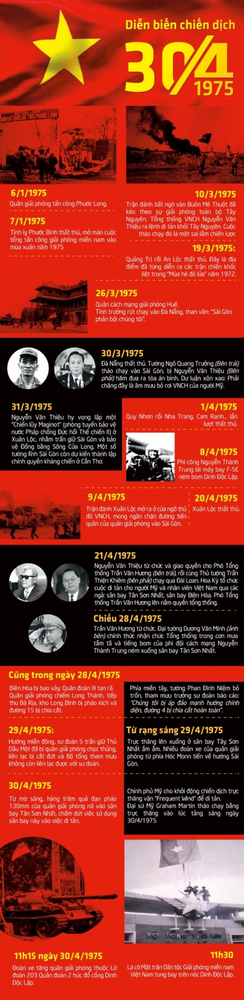 Diễn biến chiến dịch
30/4
1975
6/1/1975
Quân giải phóng tấn công Phước Long.
7/1/1975
Tỉnh lỵ Phước Bình thất thủ, mở màn cuộc
tổng tấn công giải phóng miền nam vào
mùa xuân năm 1975
10/3/1975
Trận đánh bất ngờ vào Buôn Mê Thuột đã
kéo theo sự giải phóng toàn bộ Tây
Nguyên. Tổng thống VNCH Nguyễn Văn
Thiệu ra lệnh di tản khỏi Tây Nguyên. Cuộc
tháo chạy đó là một sai lầm chiến lược
19/3/1975:
Quảng Trị rồi An Lộc thất thủ. Đây là địa
điểm đã từng diễn ra các trận chiến khốc
liệt trong "Mùa hè đỏ lửa" năm 1972.
26/3/1975
Quân cách mạng giải phóng Huế.
Tỉnh trưởng rút chạy vào Đà Nẵng, than vãn: "Sài Gòn
phản bội chúng tôi".
30/3/1975
Đà Nẵng thất thủ. Tướng Ngô Quang Trưởng (Bên trái)
tháo chạy vào Sài Gòn, bị Nguyễn Văn Thiệu (Bên
phải) hăm đưa ra tòa án binh. Dư luận xôn xao: Phải
chăng đây là âm mưu bỏ rơi VNCH của người Mỹ.
31/3/1975
Nguyễn Văn Thiệu hy vọng lập một
"Chiến lũy Maginot" (phòng tuyến bảo vệ
nước Pháp chống Đức hồi Thế chiến II) ở
Xuân Lộc, nhằm trấn giữ Sài Gòn và bảo
vệ Đồng bằng Sông Cửa Long. Một số
tướng lĩnh Sài Gòn còn dự kiến thành lập
chính quyền kháng chiến ở Cần Thơ.
1/4/1975
Quy Nhơn rồi Nha Trang, Cam Ranh... lần
lượt thất thủ.
8/4/1975
Phi công Nguyễn Thành
Trung lái máy bay F-5E
ném bom Dinh Độc Lập.
9/4/1975
Trận đánh Xuân Lộc mở ra ở cửa ngõ thủ
đô VNCH, mong ngăn chặn đường tiến
quân của quân giải phóng vào Sài Gòn.
20/4/1975
Xuân Lộc thất thủ.
21/4/1975
Nguyễn Văn Thiệu từ chức và giao quyền cho Phó Tổng
thống Trần Văn Hương (bên trái), rồi cùng Thủ tướng Trần
Thiện Khiêm (bên phải) chạy qua Đài Loan. Hoa Kỳ tổ chức
cuộc di tản cho người Mỹ và nhân viên Việt Nam qua các
ngả: sân bay Tân Sơn Nhất, sân bay Biên Hòa. Phó Tổng
thống Trần Văn Hương lên nắm quyền tổng thống.
Chiều 28/4/1975
Trần Văn Hương từ chức. Đại tướng Dương Văn Minh (ảnh
bên) chính thức nhận chức Tổng thống trong cơn mưa
tầm tã và tiếng bom của phi đội cách mạng Nguyễn
Thành Trung ném xuống sân bay Tân Sơn Nhất.
Cũng trong ngày 28/4/1975
Biên Hòa bị bao vây, Quân đoàn III tan rã.
Quân giải phóng chiếm Long Thành, tiếp
thu Bà Rịa, kho Long Bình bị pháo kích và
đường 15 bị chia cắt.
Phía miền tây, tướng Phan Đình Niệm bỏ
trốn, tham mưu trưởng sư đoàn báo cáo:
"Chúng tôi bị áp đảo mạnh hướng chính
diện, đường 4 bị chia cắt hoàn toàn".
29/4/1975:
Hướng miền đông, sư đoàn 5 trấn giữ Thủ
Dầu Một đã bị quân giải phóng chọc thủng,
liên lạc bị cắt đứt và Bộ tổng tham mưu
không còn liên lạc được với sư đoàn.
Từ rạng sáng 29/4/1975
Trực thăng lên xuống ở sân bay Tây Sơn
Nhất ầm ầm. Nhiều đoàn xe của quân giải
phóng từ phía Hóc Monn tiến về hướng Sài
Gòn.
30/4/1975
Từ mờ sáng, hàng trăm quả đạn pháo
130mm của quân giải phóng nã vào sân
bay Tân Sơn Nhất, chấm dứt việc sử dụng
sân bay này vào việc di tản.
Chính phủ Mỹ cho khởi động chiến dịch trực
thăng vận "Frequent Wind" để di tản.
Đại sứ Mỹ Graham Martin tháo chạy bằng
trực thăng vào lúc tảng sáng ngày
30/4/1975
BỘ TỔNG THAM MƯU
11h15 ngày 30/4/1975
Đoàn xe tăng quân giải phóng thuộc Lữ
đoàn 203 Quân đoàn 2 húc đổ cổng Dinh
Độc Lập.
11h30
Lá cờ Mặt trận Dân tộc Giải phóng miền nam
Việt Nam tung bay trên nóc Dinh Độc Lập.